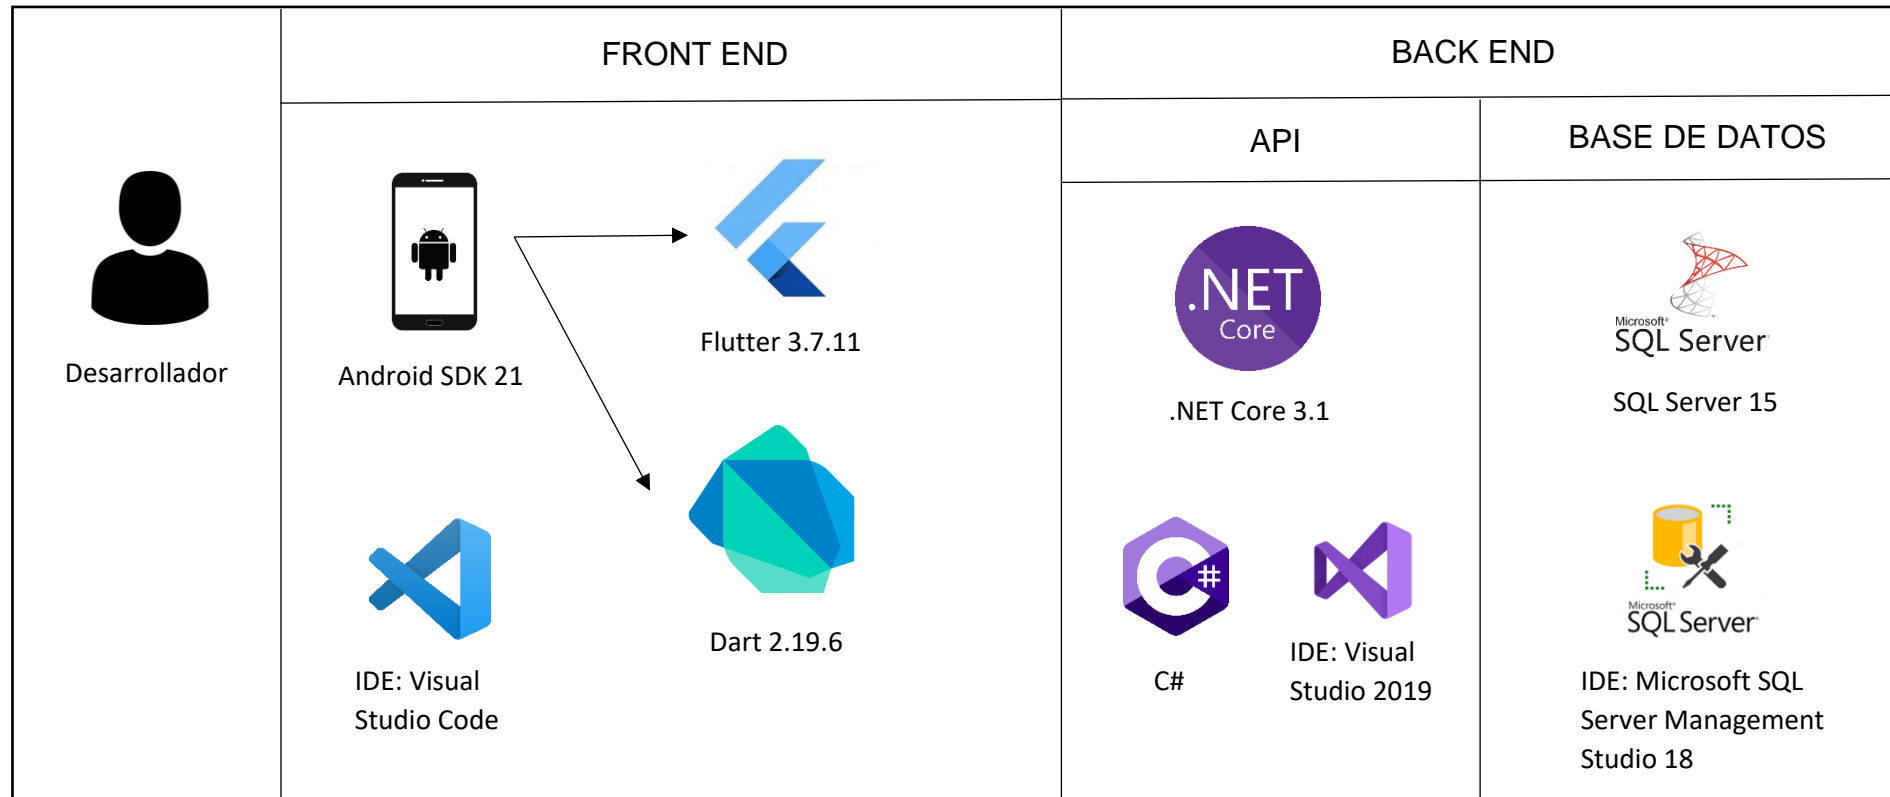 FRONT END
BACK END
API
BASE DE DATOS
Desarrollador
Android SDK 21
Flutter 3.7.11
Dart 2.19.6
IDE: Visual
Studio Code
.NET
Core
.NET Core 3.1
C#
IDE: Visual
Studio 2019
Microsoft®
SQL Server
SQL Server 15
Microsoft®
SQL Server
IDE: Microsoft SQL
Server Management
Studio 18